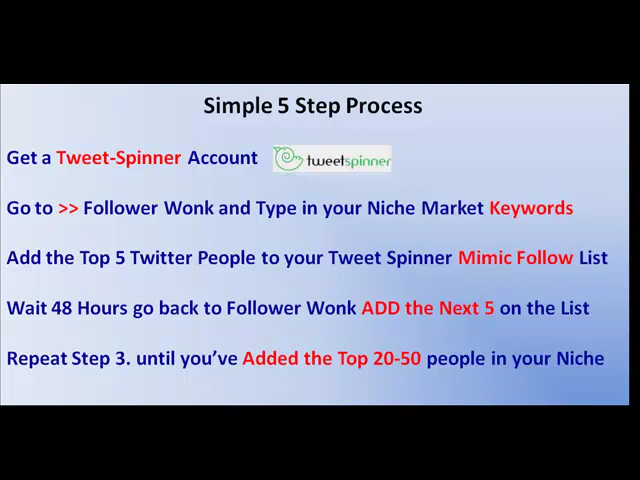 Simple 5 Step Process
Get a Tweet-Spinner Account tweetspinner
Go to >> Follower Wonk and Type in your Niche Market Keywords
Add the Top 5 Twitter People to your Tweet Spinner Mimic Follow List
Wait 48 Hours go back to Follower Wonk ADD the Next 5 on the List
Repeat Step 3. until you’ve Added the Top 20-50 people in your Niche